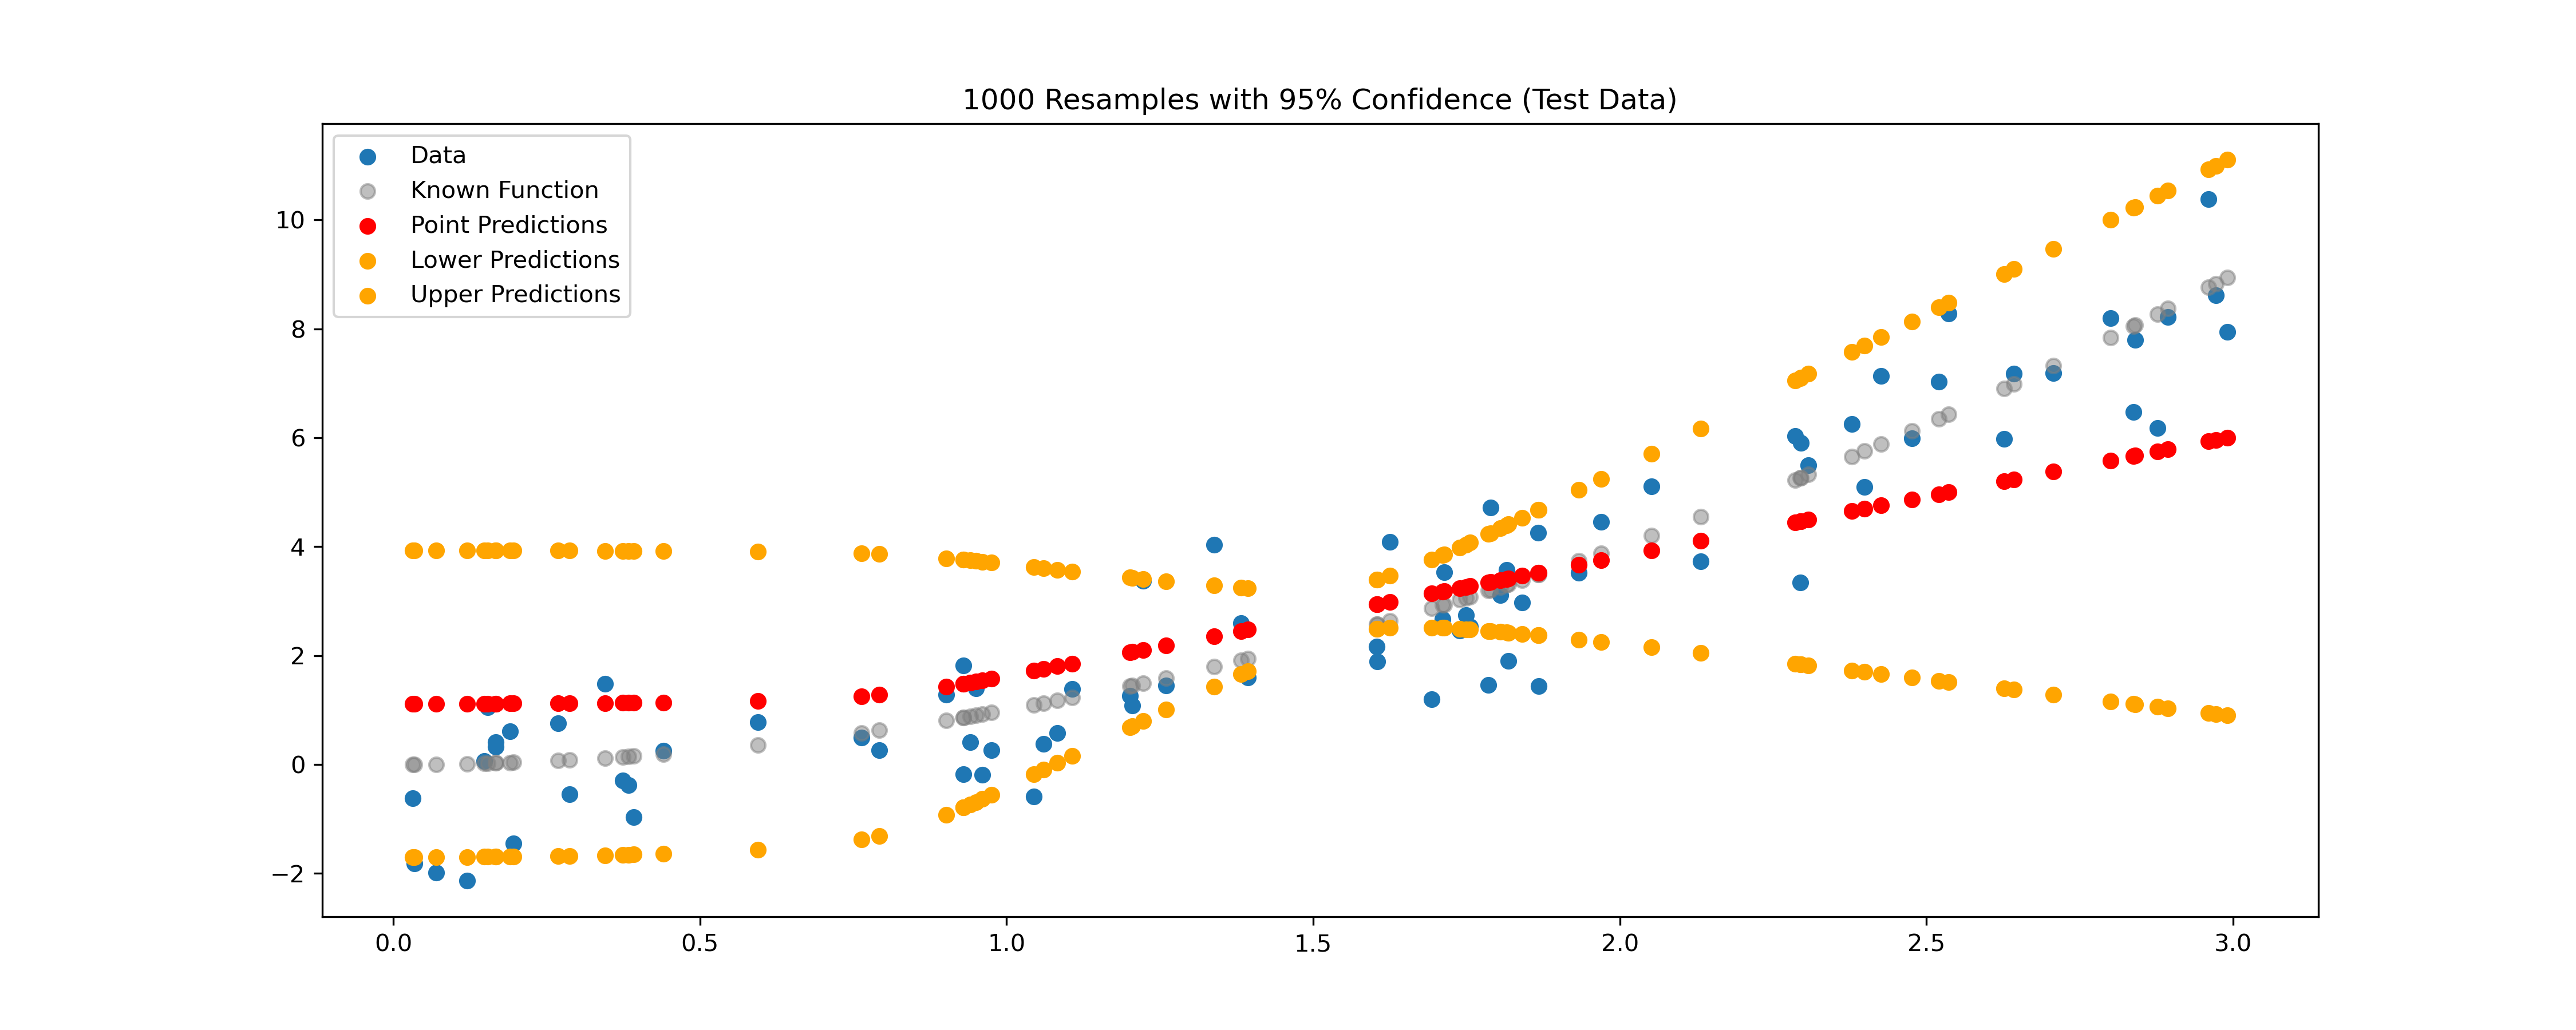 1000 Resamples with 95% Confidence (Test Data)
Data
Known Function
Point Predictions
Lower Predictions
Upper Predictions
10
8
6
4
2
0
−2
0.0 0.5 1.0 1.5 2.0 2.5 3.0